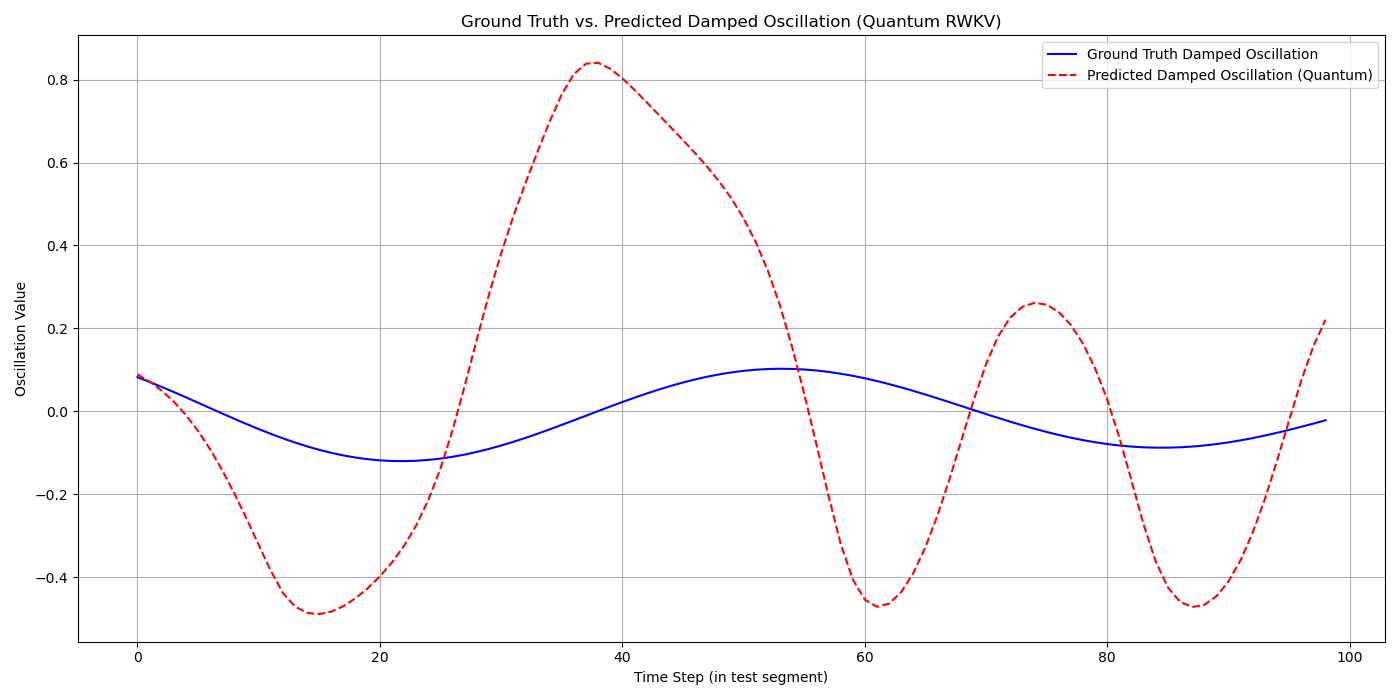 Ground Truth vs. Predicted Damped Oscillation (Quantum RWKV)
Ground Truth Damped Oscillation
Predicted Damped Oscillation (Quantum)
Oscillation Value
0.8
0.6
0.4
0.2
0.0
−0.2
−0.4
0 20 40 60 80 100
Time Step (in test segment)